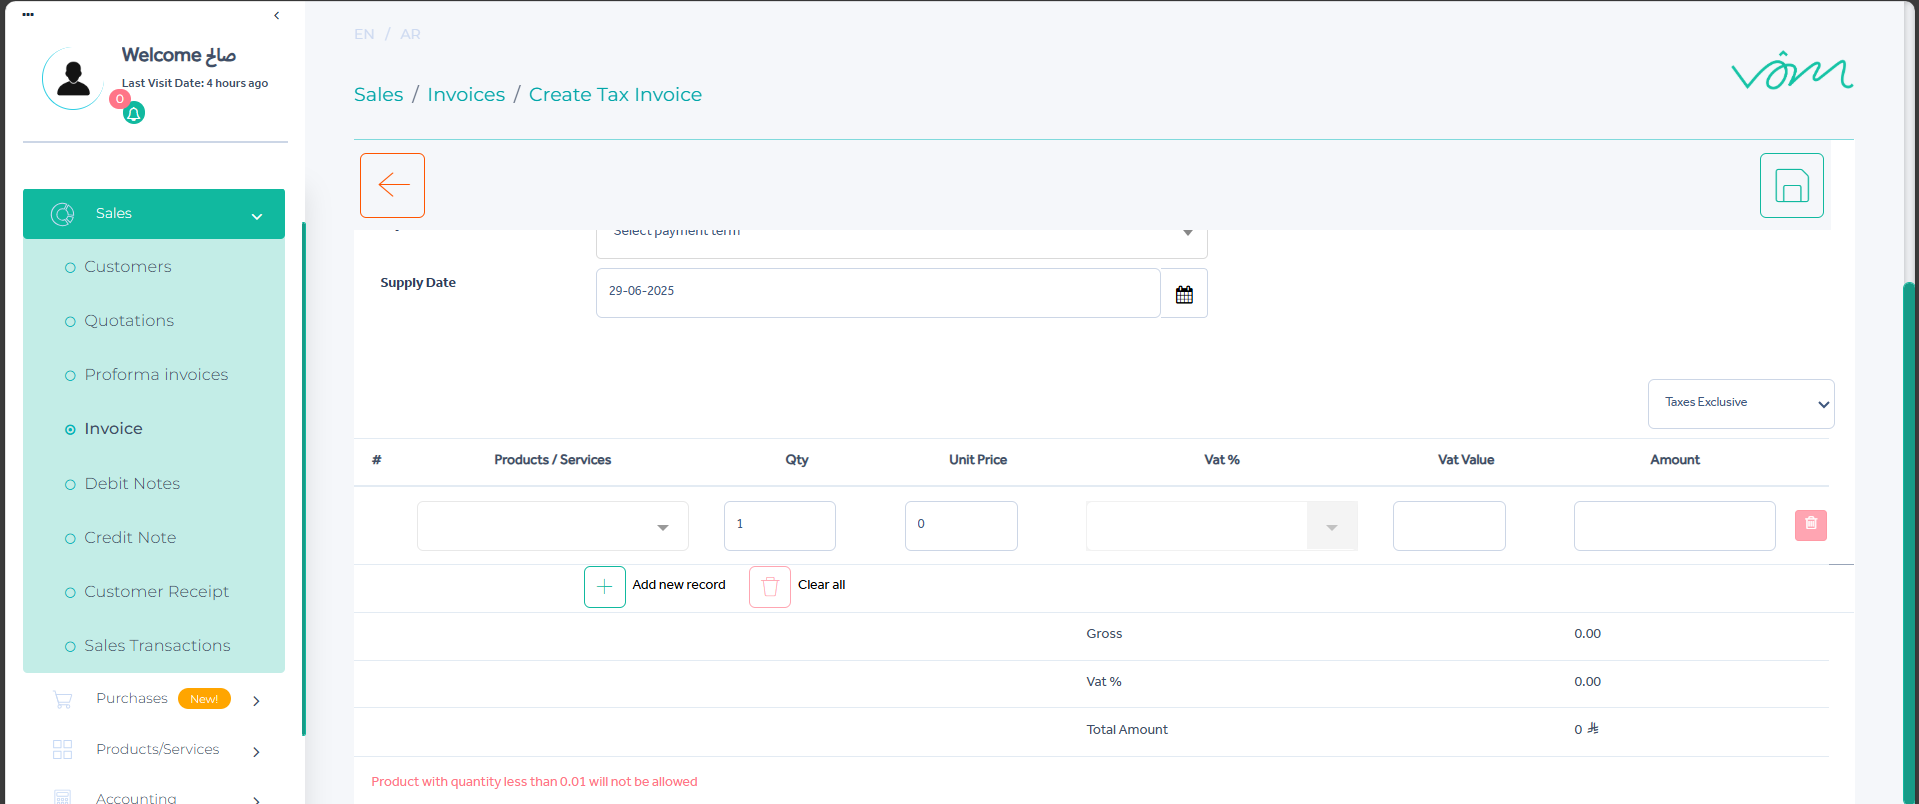 Welcome صالح
Last Visit Date: 4 hours ago
0
Sales
Customers
Quotations
Proforma invoices
Invoice
Debit Notes
Credit Note
Customer Receipt
Sales Transactions
Purchases New!
Products/Services
Accounting
EN / AR
vôm
Sales / Invoices / Create Tax Invoice
Select payment term
Supply Date
29-06-2025
Taxes Exclusive
# Products / Services Qty Unit Price Vat % Vat Value Amount
1 0
Add new record Clear all
Gross 0.00
Vat % 0.00
Total Amount 0 ⃁
Product with quantity less than 0.01 will not be allowed